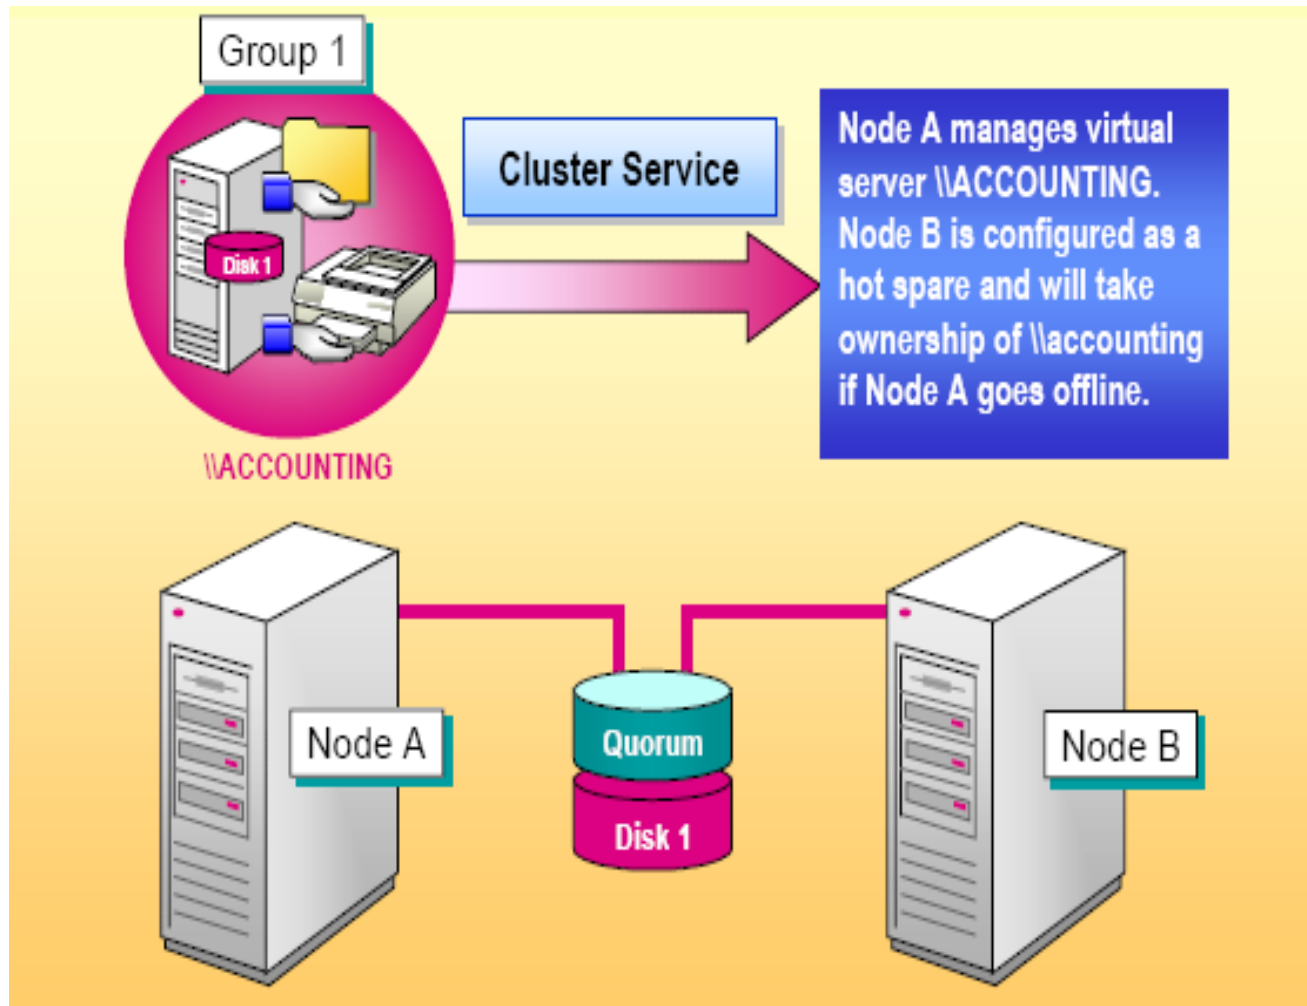 Group 1
Disk 1
\\ACCOUNTING
Cluster Service
Node A manages virtual
server \\ACCOUNTING.
Node B is configured as a
hot spare and will take
ownership of \\accounting
if Node A goes offline.
Node A
Quorum
Disk 1
Node B